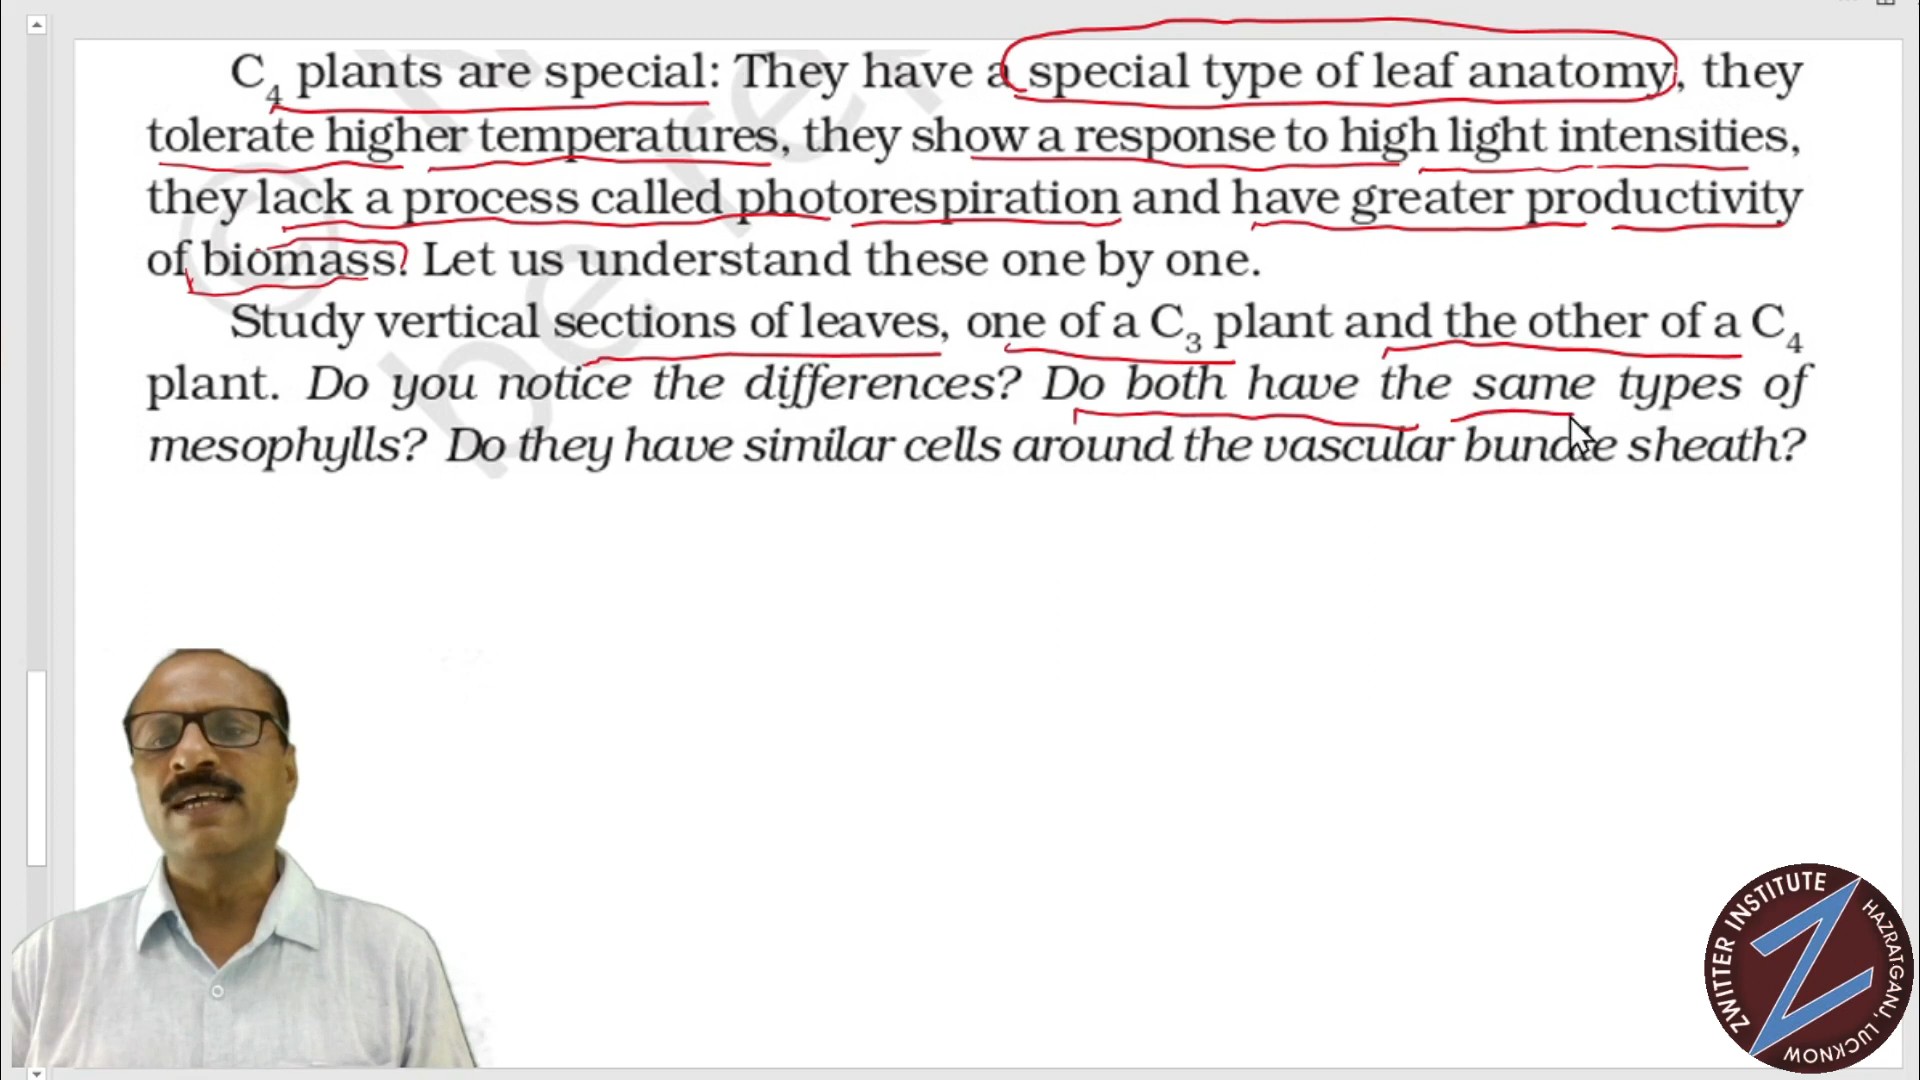 C4 plants are special: They have a special type of leaf anatomy, they
tolerate higher temperatures, they show a response to high light intensities,
they lack a process called photorespiration and have greater productivity
of biomass. Let us understand these one by one.
Study vertical sections of leaves, one of a C3 plant and the other of a C4
plant. Do you notice the differences? Do both have the same types of
mesophylls? Do they have similar cells around the vascular bundle sheath?
ZWITTER INSTITUTE
HAZRATGANJ, LUCKNOW